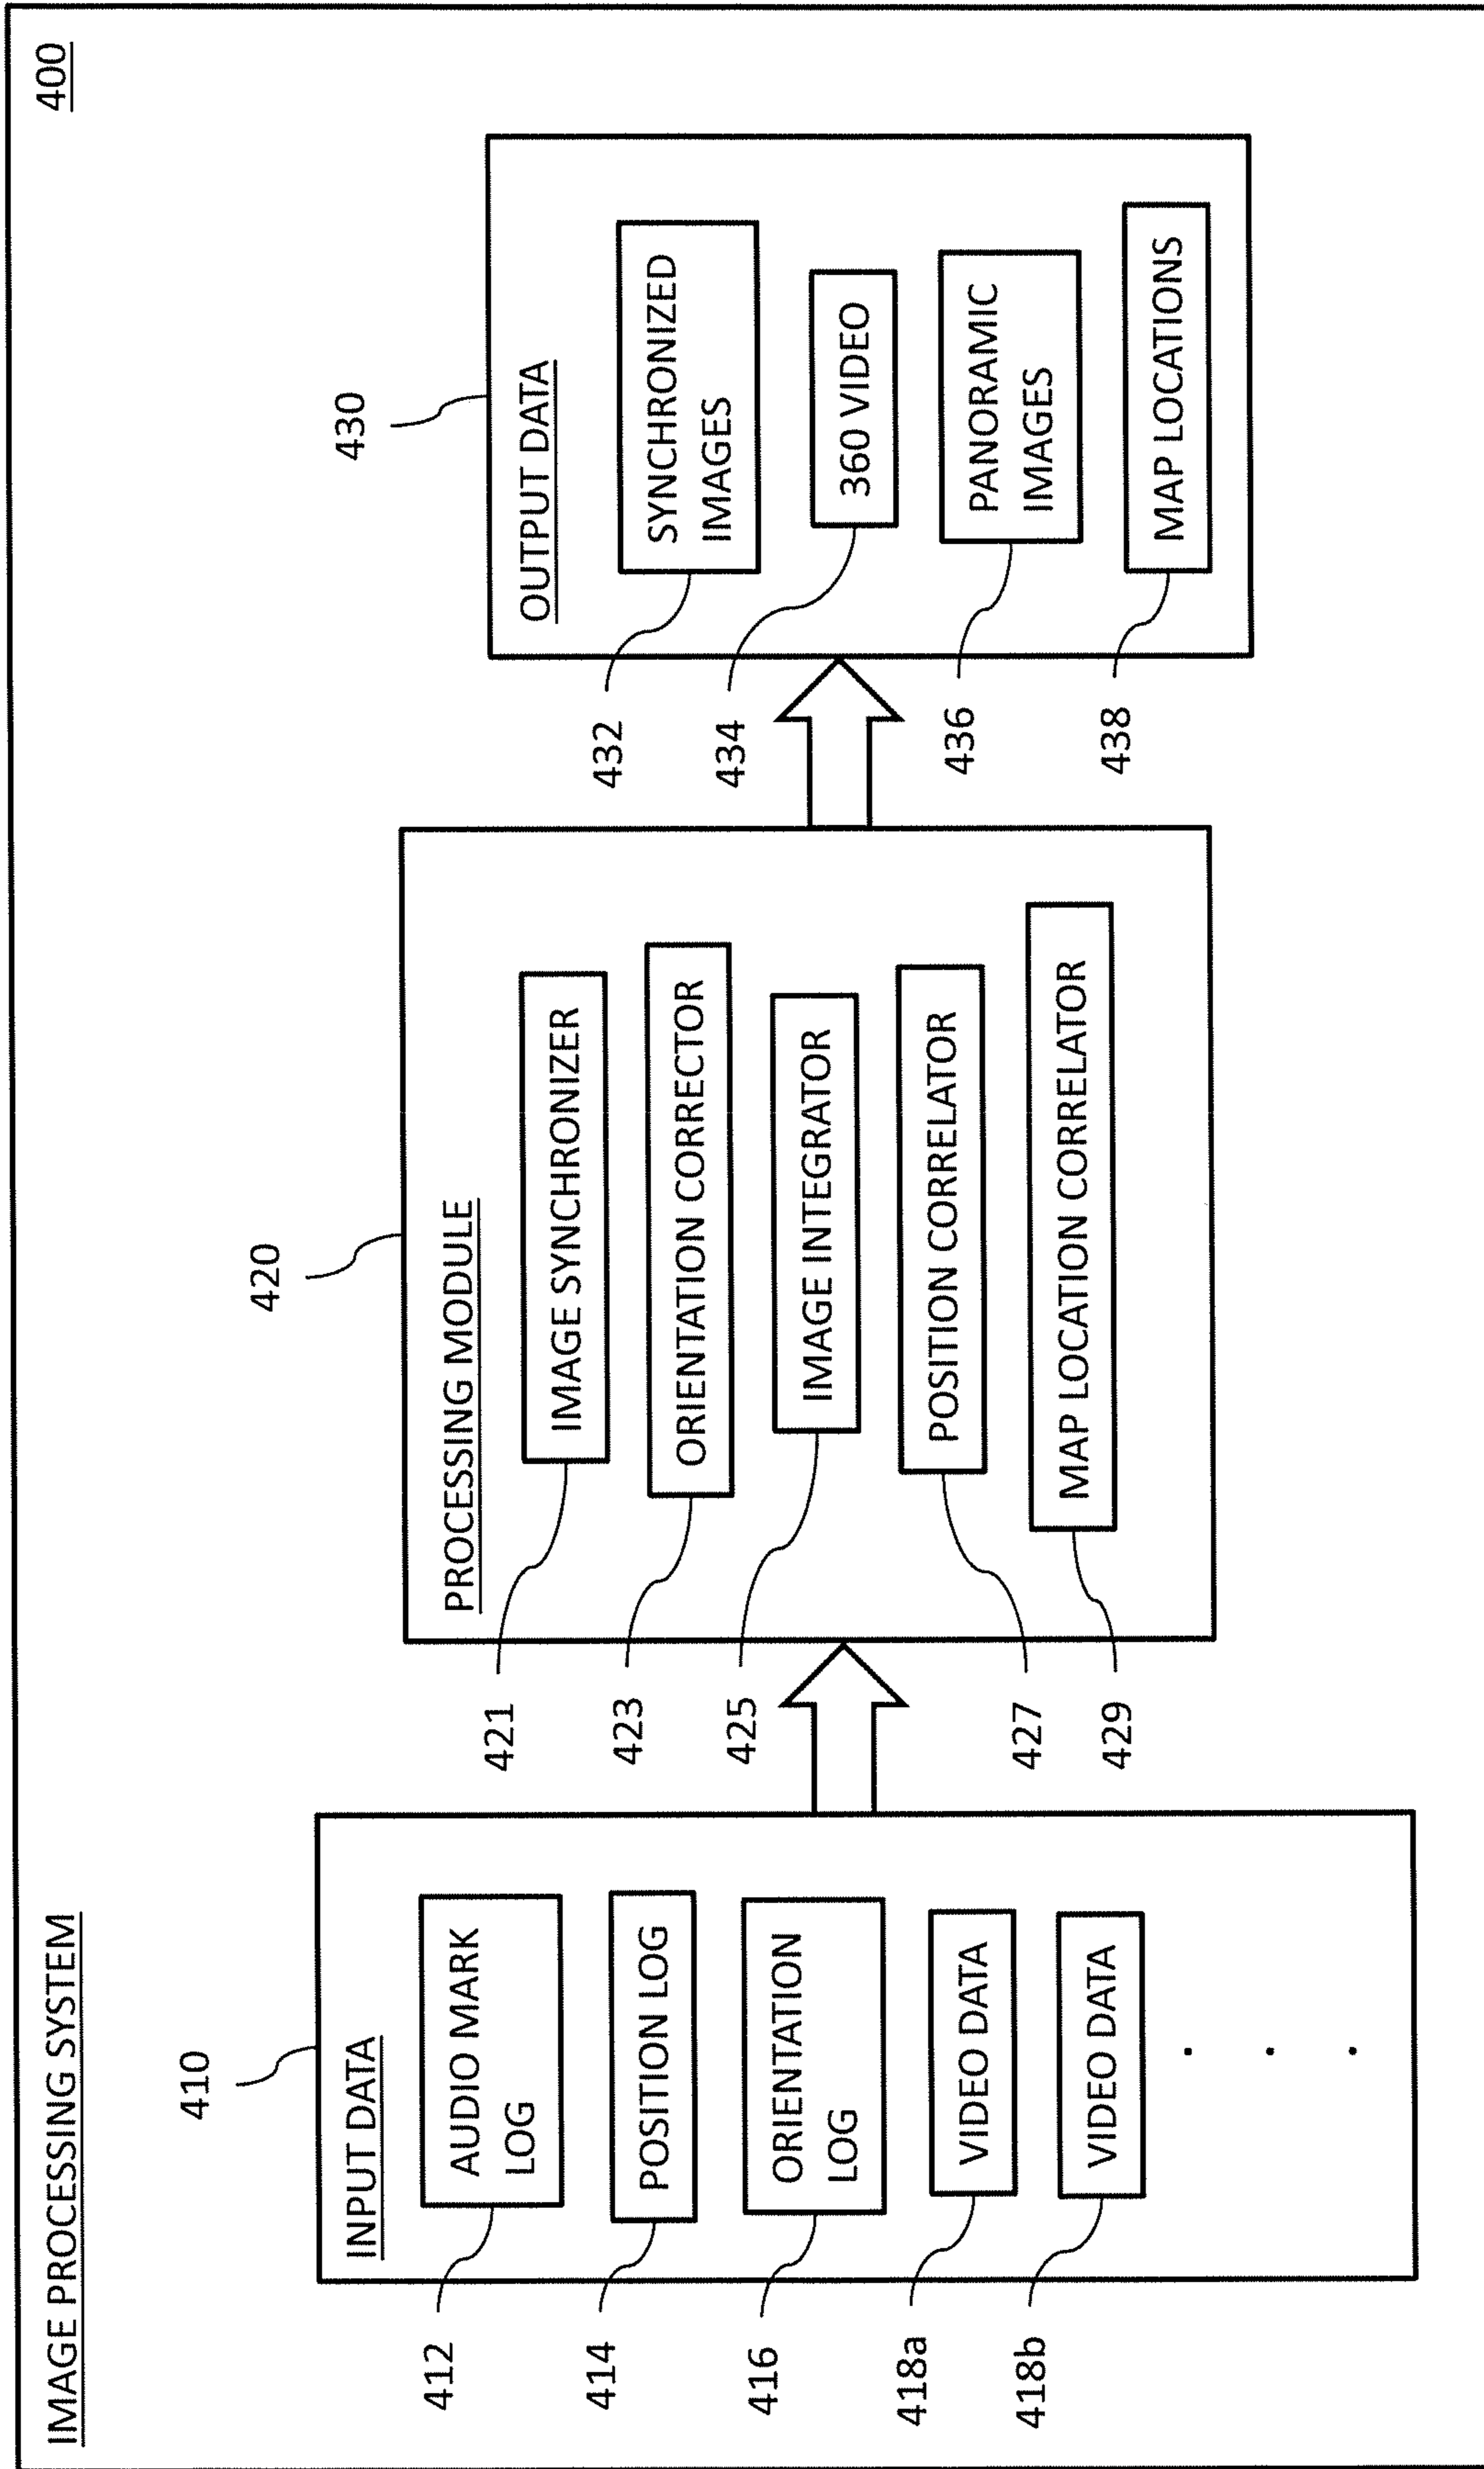 IMAGE PROCESSING SYSTEM
400
410
INPUT DATA
412
AUDIO MARK
LOG
414
POSITION LOG
416
ORIENTATION
LOG
418a
VIDEO DATA
418b
VIDEO DATA
420
PROCESSING MODULE
421
IMAGE SYNCHRONIZER
423
ORIENTATION CORRECTOR
425
IMAGE INTEGRATOR
427
POSITION CORRELATOR
429
MAP LOCATION CORRELATOR
430
OUTPUT DATA
432
SYNCHRONIZED
IMAGES
434
360 VIDEO
436
PANORAMIC
IMAGES
438
MAP LOCATIONS